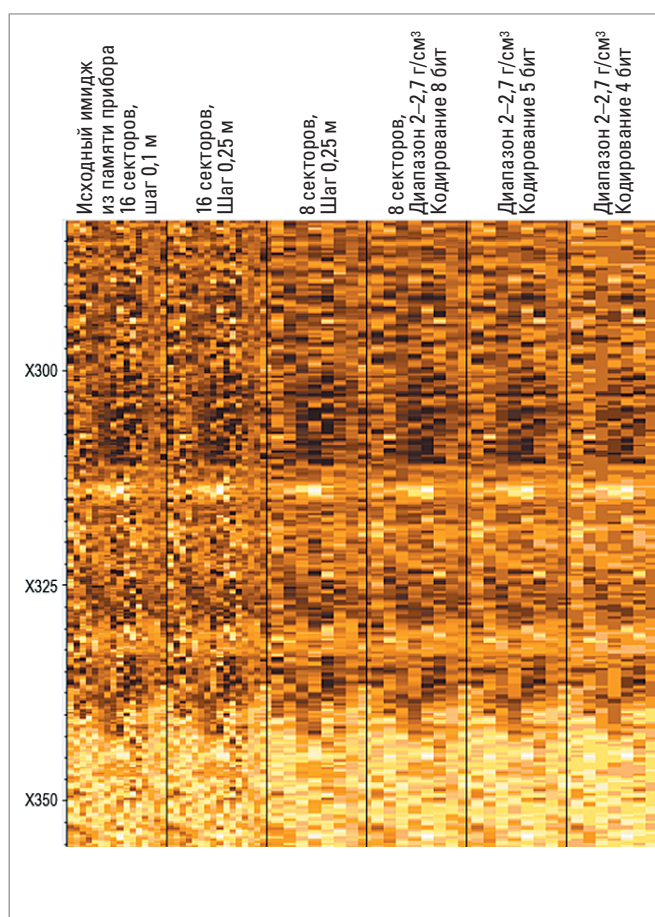 Исходный имидж
из памяти прибора
16 секторов,
шаг 0,1 м
16 секторов,
Шаг 0,25 м
8 секторов,
Шаг 0,25 м
8 секторов,
Диапазон 2–2,7 г/см³
Кодирование 8 бит
Диапазон 2–2,7 г/см³
Кодирование 5 бит
Диапазон 2–2,7 г/см³
Кодирование 4 бит
X300
X325
X350